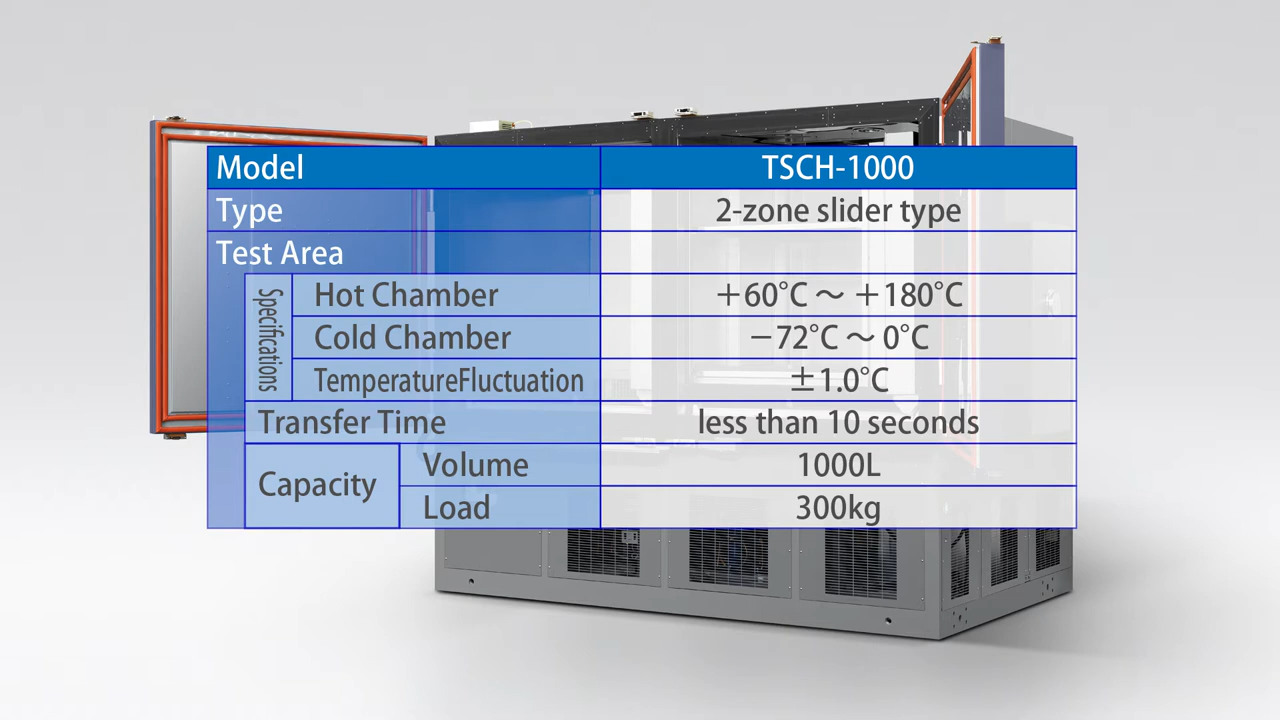 Model TSCH-1000
Type 2-zone slider type
Test Area
Specifications
Hot Chamber +60°C ～ +180°C
Cold Chamber −72°C ～ 0°C
TemperatureFluctuation ±1.0°C
Transfer Time less than 10 seconds
Capacity
Volume 1000L
Load 300kg